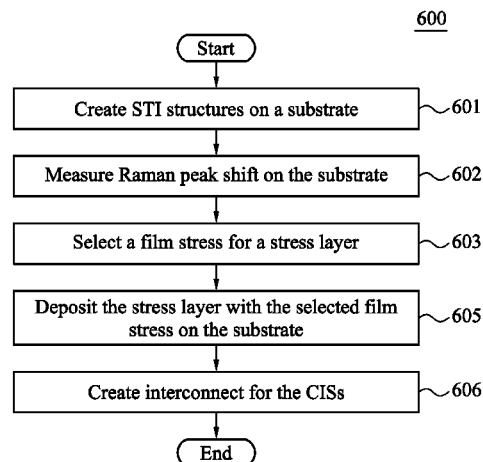 600
Start
Create STI structures on a substrate
601
Measure Raman peak shift on the substrate
602
Select a film stress for a stress layer
603
Deposit the stress layer with the selected film
stress on the substrate
605
Create interconnect for the CISs
606
End